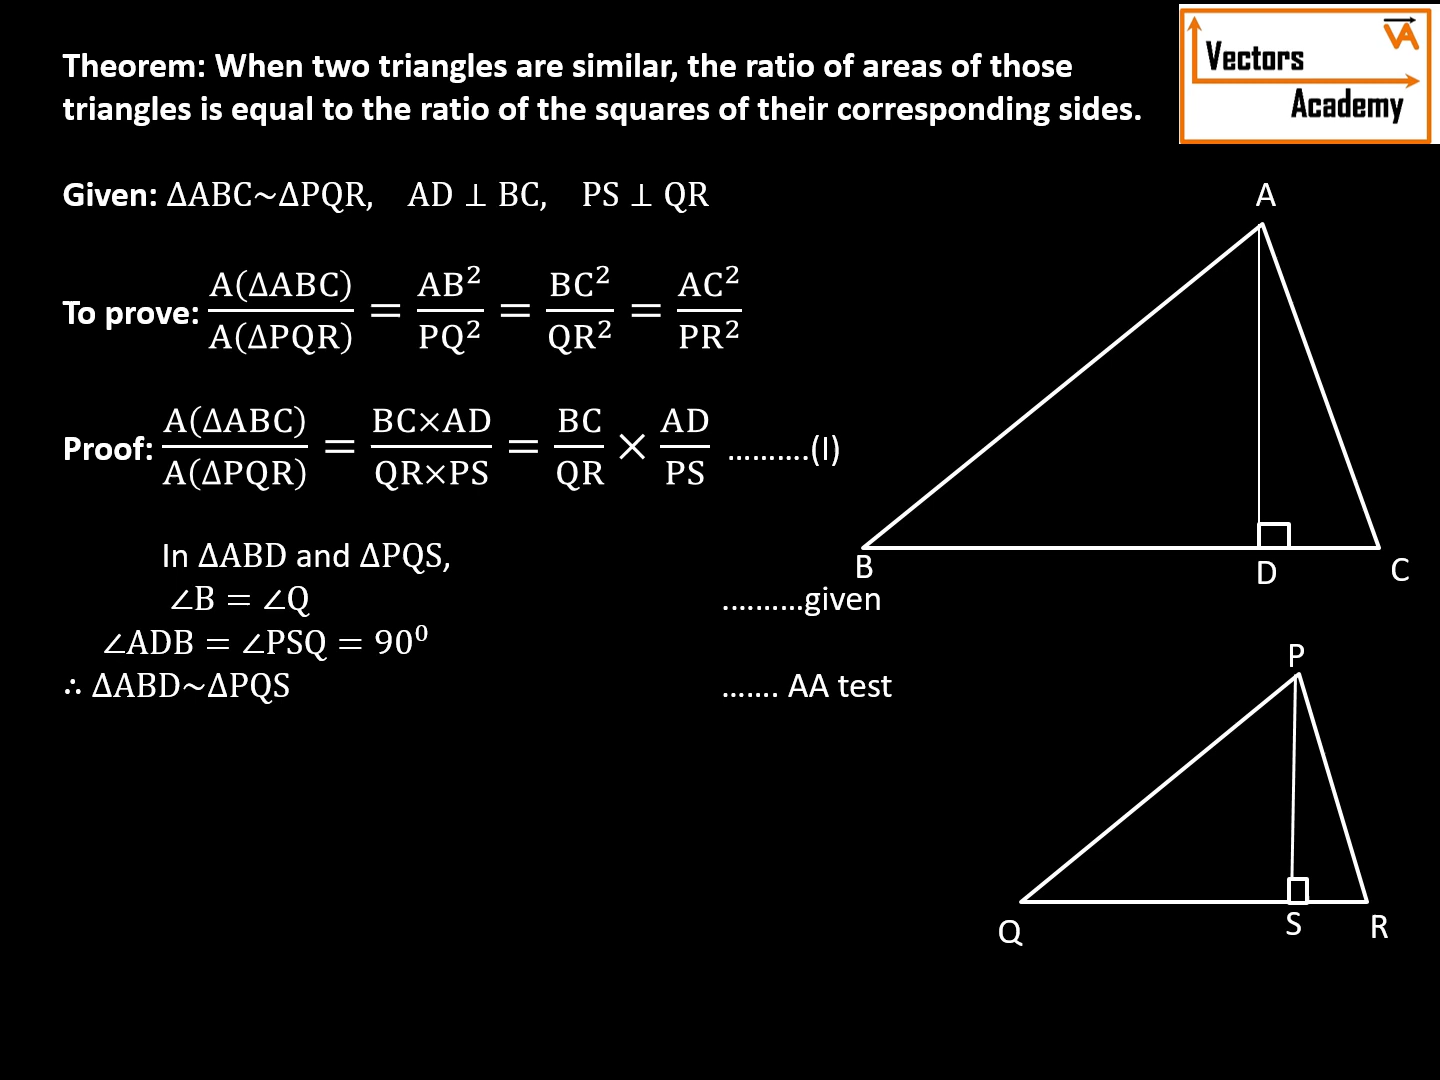 Theorem: When two triangles are similar, the ratio of areas of those
triangles is equal to the ratio of the squares of their corresponding sides.
Vectors
Academy
VA
Given: ΔABC~ΔPQR, AD ⊥ BC, PS ⊥ QR
To prove: A(ΔABC)/A(ΔPQR) = AB²/PQ² = BC²/QR² = AC²/PR²
Proof: A(ΔABC)/A(ΔPQR) = BC×AD/QR×PS = BC/QR × AD/PS ……….(I)
In ΔABD and ΔPQS,
∠B = ∠Q ……….given
∠ADB = ∠PSQ = 90⁰
∴ ΔABD~ΔPQS ……. AA test
A
B
D
C
P
Q
S
R